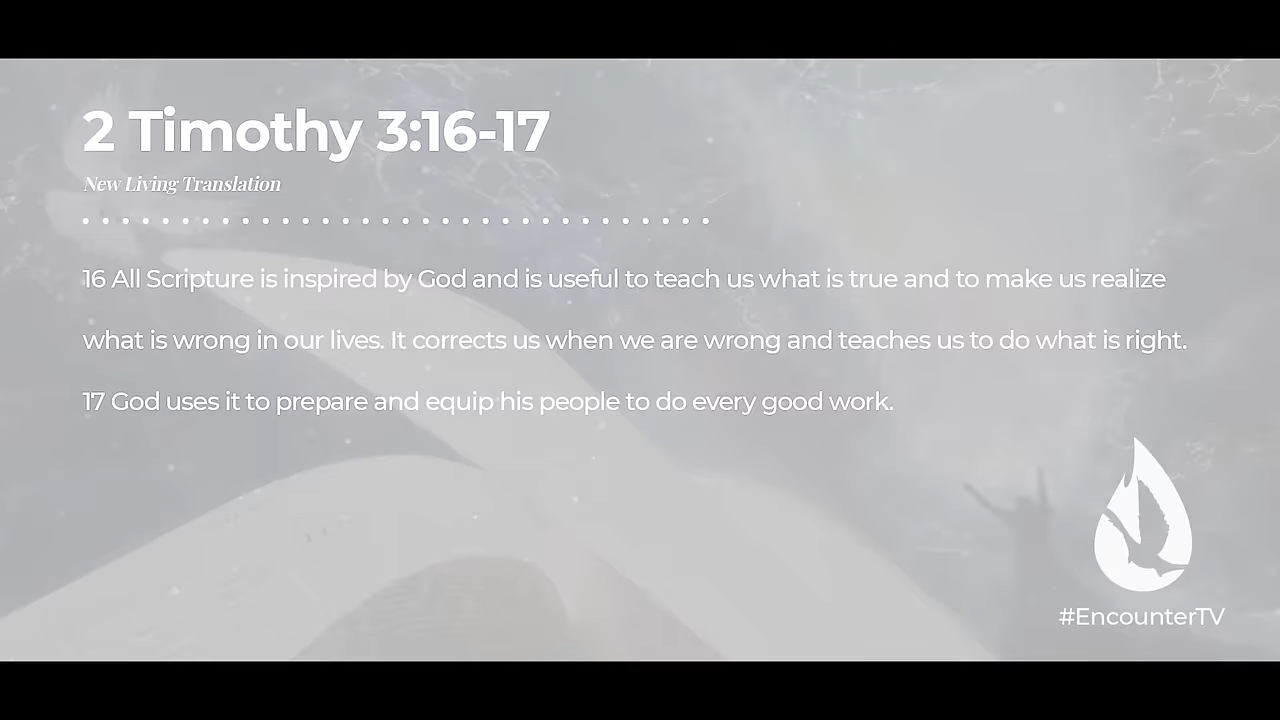 2 Timothy 3:16-17
New Living Translation
16 All Scripture is inspired by God and is useful to teach us what is true and to make us realize
what is wrong in our lives. It corrects us when we are wrong and teaches us to do what is right.
17 God uses it to prepare and equip his people to do every good work.
#EncounterTV